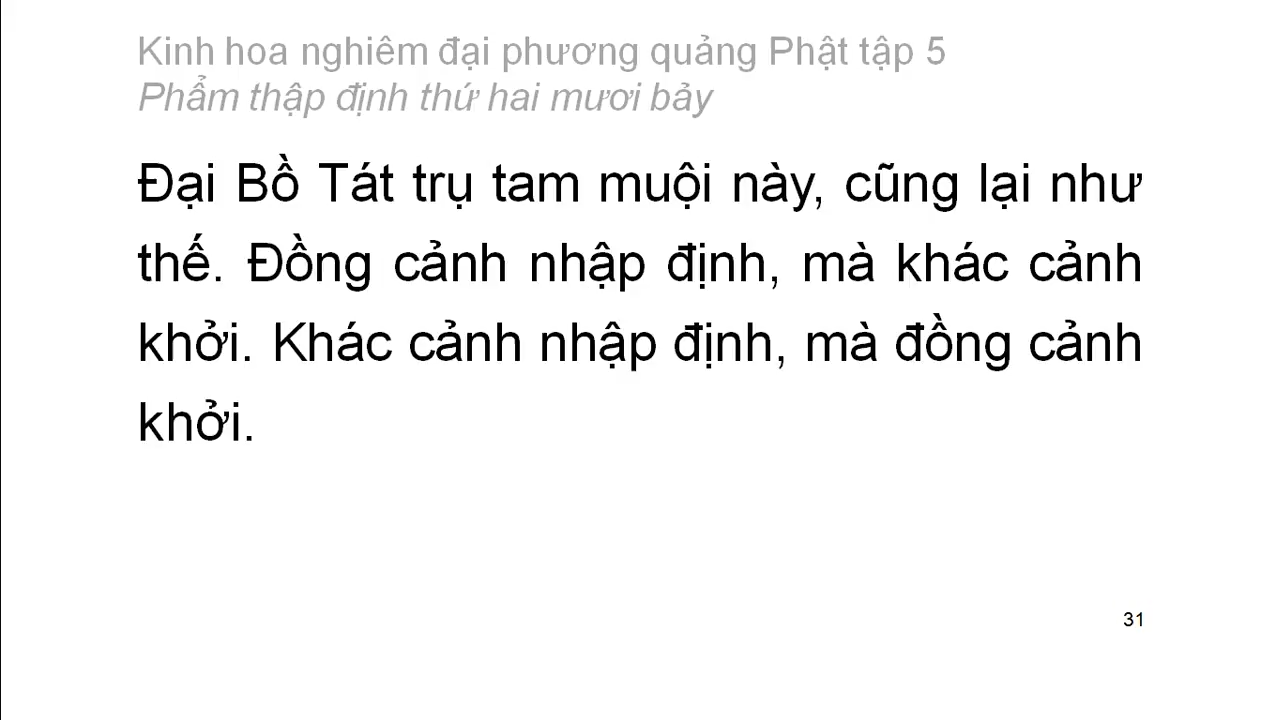 Kinh hoa nghiêm đại phương quảng Phật tập 5
Phẩm thập định thứ hai mươi bảy
Đại Bồ Tát trụ tam muội này, cũng lại như
thế. Đồng cảnh nhập định, mà khác cảnh
khởi. Khác cảnh nhập định, mà đồng cảnh
khởi.
31